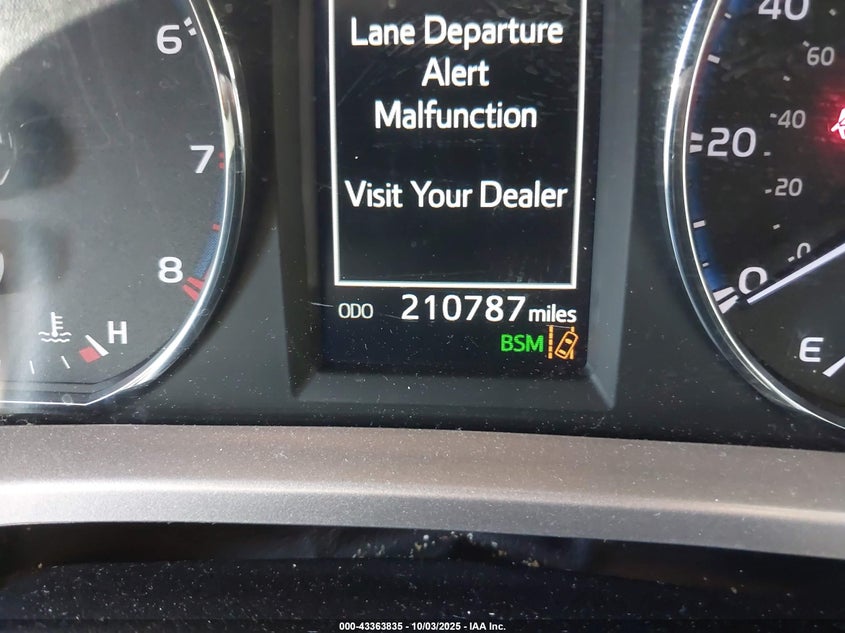 Lane Departure
Alert
Malfunction
Visit Your Dealer
ODO 210787 miles
BSM
6
7
8
H
40
60
40
20
20
0
0
E
000-43363835 - 10/03/2025 - IAA Inc.